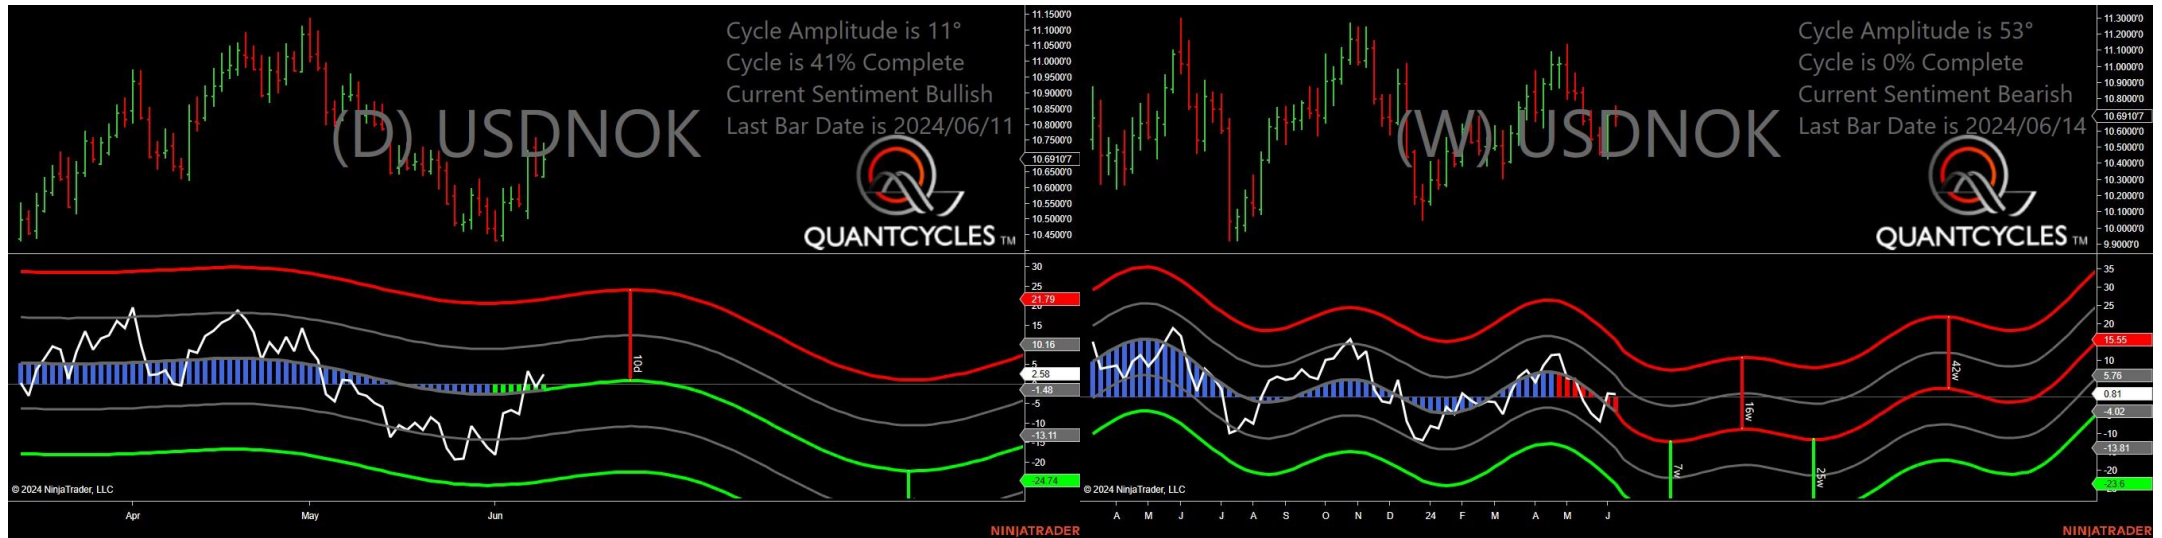 Cycle Amplitude is 11°
Cycle is 41% Complete
Current Sentiment Bullish
Last Bar Date is 2024/06/11
(D) USDNOK
QUANTCYCLES TM
11.1500'0
11.1000'0
11.0500'0
11.0000'0
10.9500'0
10.9000'0
10.8500'0
10.8000'0
10.7500'0
10.6910'7
10.6500'0
10.6000'0
10.5500'0
10.5000'0
10.4500'0
30
25
21.79
15
10.16
5
2.58
-1.48
-5
-10
-13.11
-20
-24.74
10d
© 2024 NinjaTrader, LLC
Apr May Jun
NINJATRADER
Cycle Amplitude is 53°
Cycle is 0% Complete
Current Sentiment Bearish
Last Bar Date is 2024/06/14
(W) USDNOK
QUANTCYCLES TM
11.3000'0
11.2000'0
11.1000'0
11.0000'0
10.9000'0
10.8000'0
10.6910'7
10.6000'0
10.5000'0
10.4000'0
10.3000'0
10.2000'0
10.1000'0
10.0000'0
9.9000'0
35
30
25
20
15.55
10
5.76
0.81
-4.02
-10
-13.81
-20
-23.6
7w
16w
25w
42w
© 2024 NinjaTrader, LLC
A M J J A S O N D 24 F M A M J
NINJATRADER